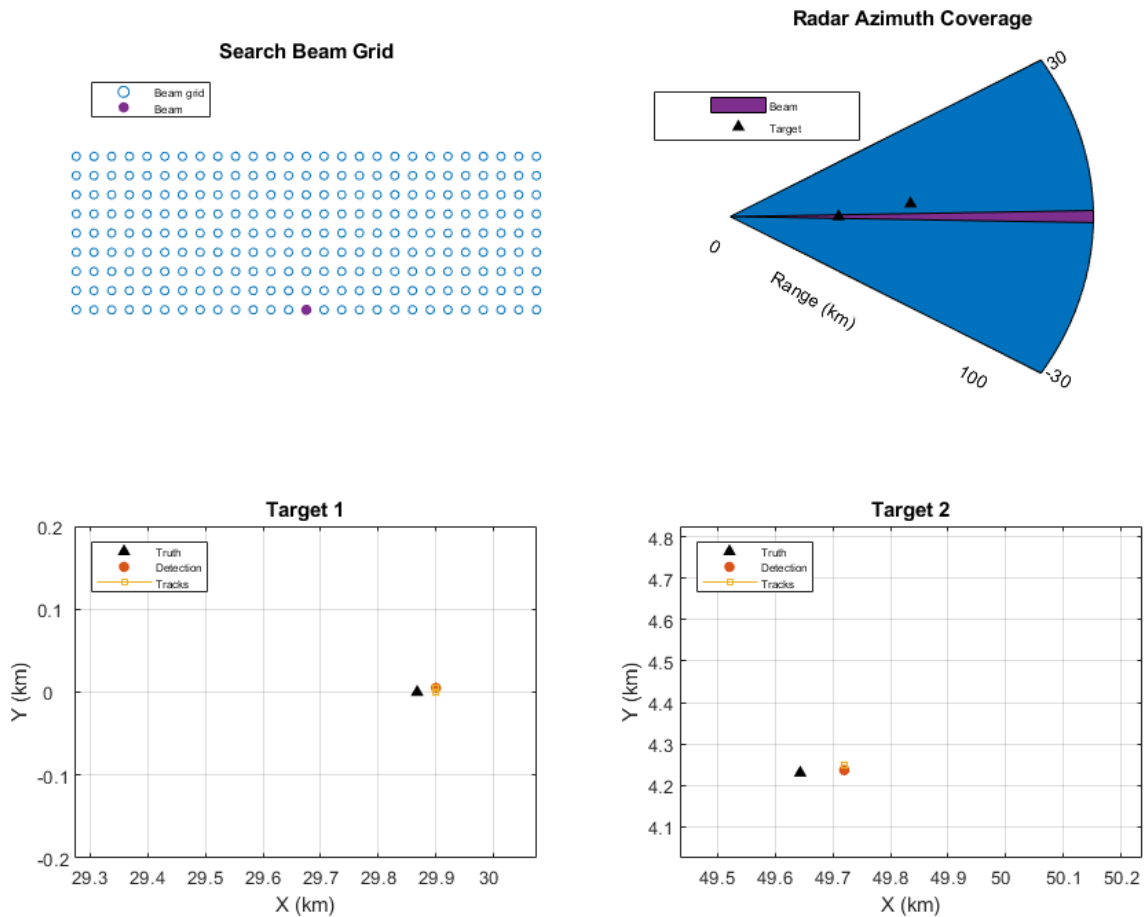 Search Beam Grid
Beam grid
Beam
Radar Azimuth Coverage
Beam
Target
30
0
Range (km)
100
-30
Target 1
Truth
Detection
Tracks
0.2
0.1
0
-0.1
-0.2
Y (km)
29.3 29.4 29.5 29.6 29.7 29.8 29.9 30
X (km)
Target 2
Truth
Detection
Tracks
4.8
4.7
4.6
4.5
4.4
4.3
4.2
4.1
Y (km)
49.5 49.6 49.7 49.8 49.9 50 50.1 50.2
X (km)